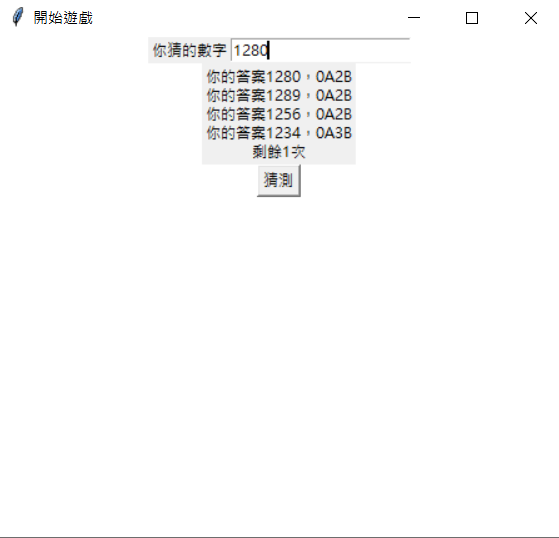 開始遊戲
你猜的數字 1280
你的答案1280,0A2B
你的答案1289,0A2B
你的答案1256,0A2B
你的答案1234,0A3B
剩餘1次
猜測